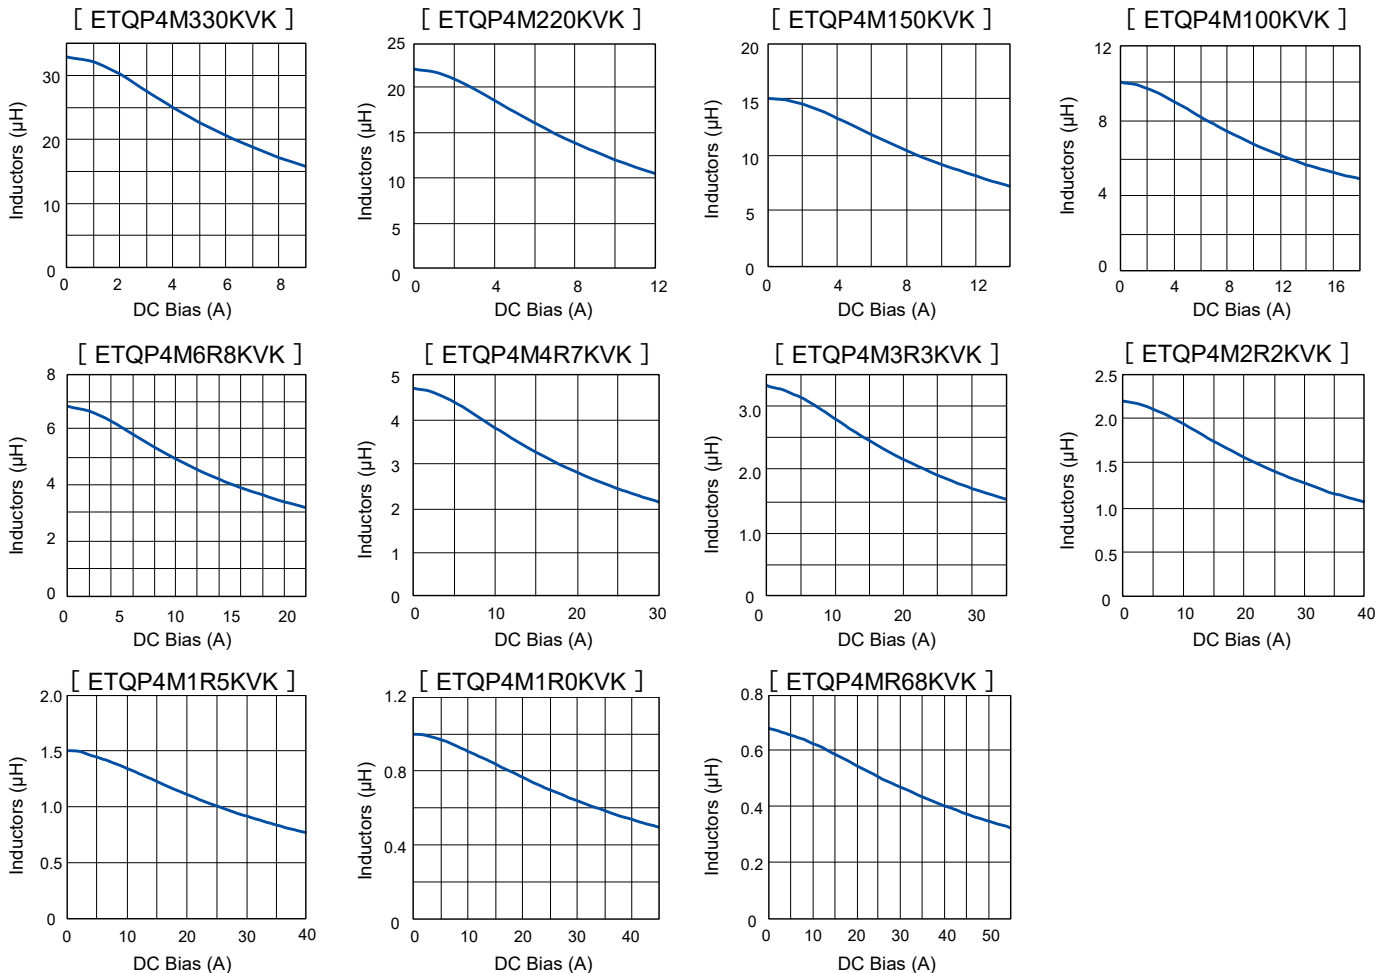 [ ETQP4M330KVK ]
Inductors (μH)
30
20
10
0
0 2 4 6 8
DC Bias (A)
[ ETQP4M220KVK ]
Inductors (μH)
25
20
15
10
5
0
0 4 8 12
DC Bias (A)
[ ETQP4M150KVK ]
Inductors (μH)
20
15
10
5
0
0 4 8 12
DC Bias (A)
[ ETQP4M100KVK ]
Inductors (μH)
12
8
4
0
0 4 8 12 16
DC Bias (A)
[ ETQP4M6R8KVK ]
Inductors (μH)
8
6
4
2
0
0 5 10 15 20
DC Bias (A)
[ ETQP4M4R7KVK ]
Inductors (μH)
5
4
3
2
1
0
0 10 20 30
DC Bias (A)
[ ETQP4M3R3KVK ]
Inductors (μH)
3.0
2.0
1.0
0
0 10 20 30
DC Bias (A)
[ ETQP4M2R2KVK ]
Inductors (μH)
2.5
2.0
1.5
1.0
0.5
0
0 10 20 30 40
DC Bias (A)
[ ETQP4M1R5KVK ]
Inductors (μH)
2.0
1.5
1.0
0.5
0
0 10 20 30 40
DC Bias (A)
[ ETQP4M1R0KVK ]
Inductors (μH)
1.2
0.8
0.4
0
0 10 20 30 40
DC Bias (A)
[ ETQP4MR68KVK ]
Inductors (μH)
0.8
0.6
0.4
0.2
0
0 10 20 30 40 50
DC Bias (A)